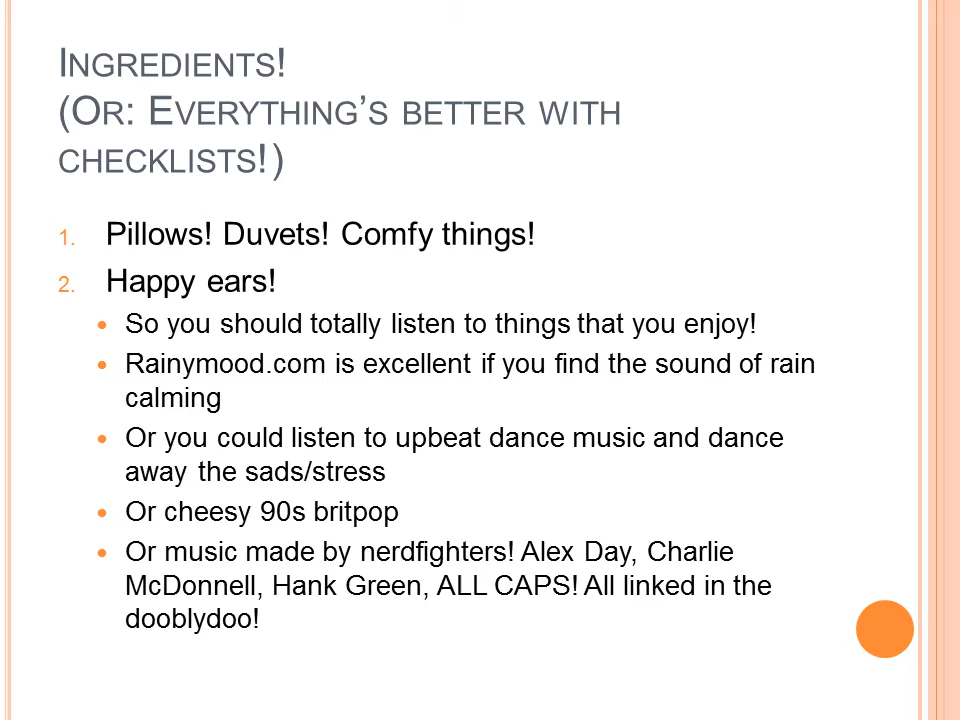 INGREDIENTS!
(OR: EVERYTHING’S BETTER WITH
CHECKLISTS!)
1. Pillows! Duvets! Comfy things!
2. Happy ears!
• So you should totally listen to things that you enjoy!
• Rainymood.com is excellent if you find the sound of rain
calming
• Or you could listen to upbeat dance music and dance
away the sads/stress
• Or cheesy 90s britpop
• Or music made by nerdfighters! Alex Day, Charlie
McDonnell, Hank Green, ALL CAPS! All linked in the
dooblydoo!